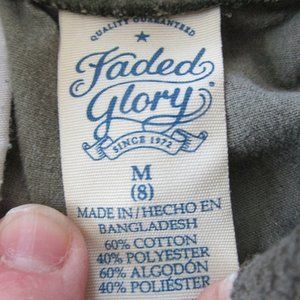 QUALITY GUARANTEED
Faded
Glory
SINCE 1972
M
(8)
MADE IN/HECHO EN
BANGLADESH
60% COTTON
40% POLYESTER
60% ALGODÓN
40% POLIÉSTER